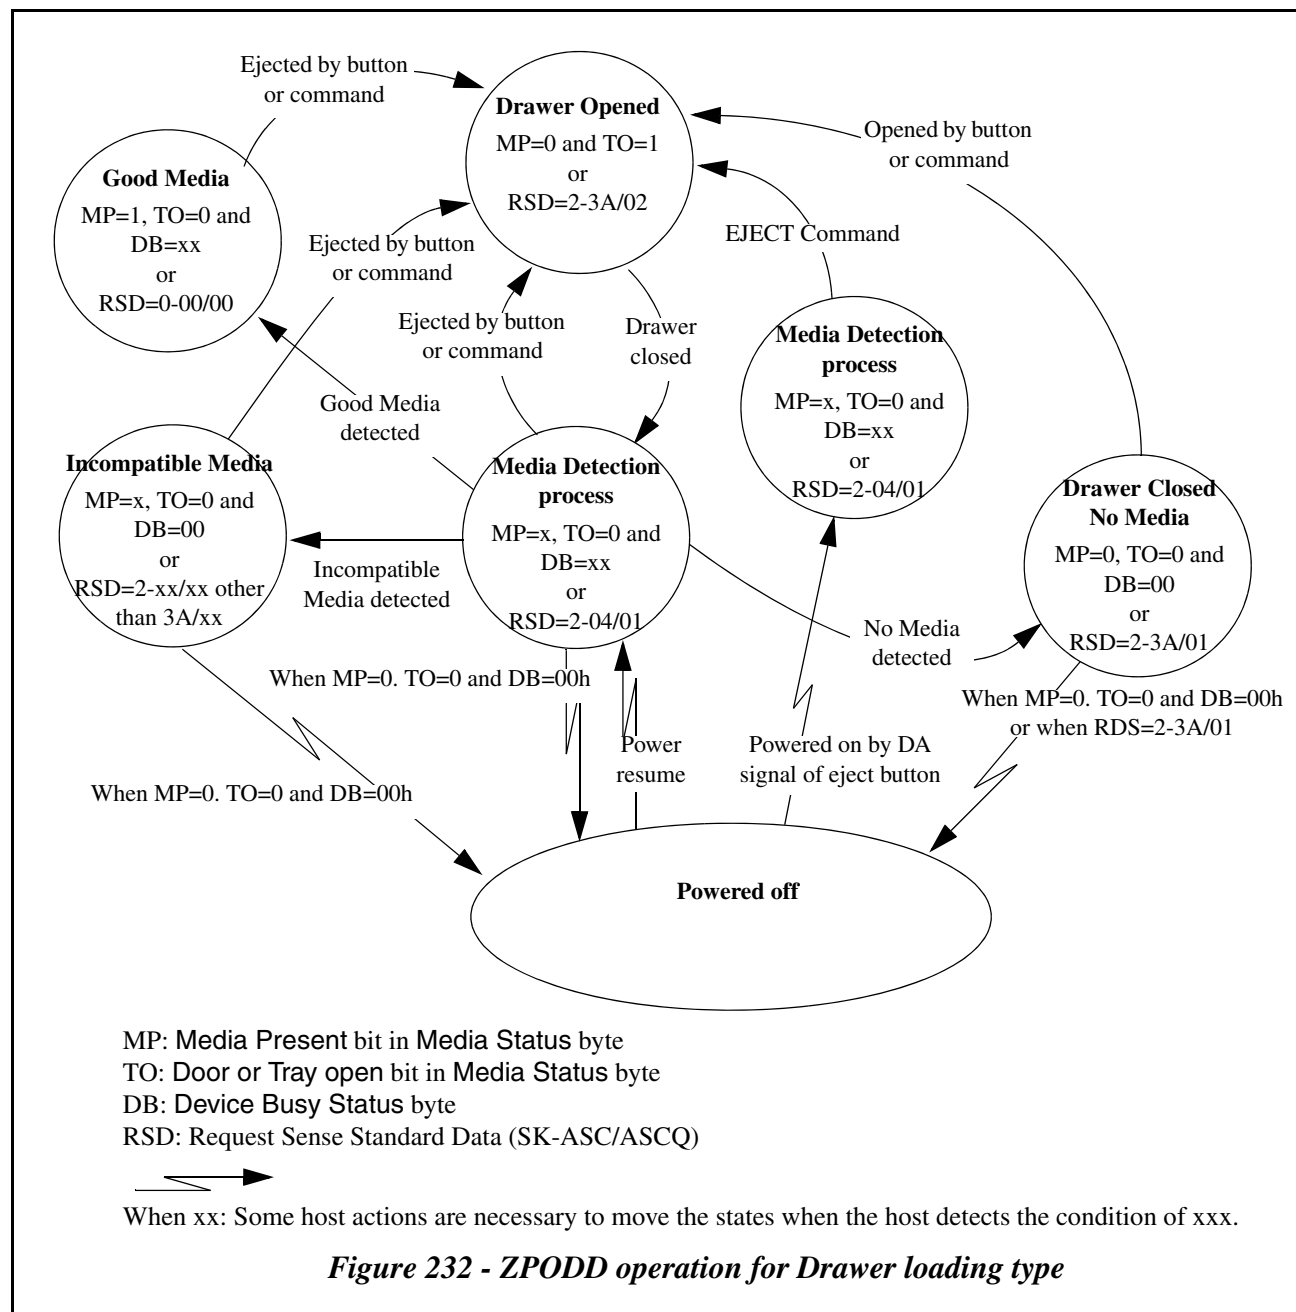 Ejected by button
or command
Drawer Opened
MP=0 and TO=1
or
RSD=2-3A/02
Opened by button
or command
Good Media
MP=1, TO=0 and
DB=xx
or
RSD=0-00/00
Ejected by button
or command
EJECT Command
Ejected by button
or command
Drawer
closed
Media Detection
process
MP=x, TO=0 and
DB=xx
or
RSD=2-04/01
Good Media
detected
Incompatible Media
MP=x, TO=0 and
DB=00
or
RSD=2-xx/xx other
than 3A/xx
Media Detection
process
MP=x, TO=0 and
DB=xx
or
RSD=2-04/01
Drawer Closed
No Media
MP=0, TO=0 and
DB=00
or
RSD=2-3A/01
Incompatible
Media detected
No Media
detected
When MP=0. TO=0 and DB=00h
When MP=0. TO=0 and DB=00h
or when RDS=2-3A/01
Power
resume
Powered on by DA
signal of eject button
When MP=0. TO=0 and DB=00h
Powered off
MP: Media Present bit in Media Status byte
TO: Door or Tray open bit in Media Status byte
DB: Device Busy Status byte
RSD: Request Sense Standard Data (SK-ASC/ASCQ)
When xx: Some host actions are necessary to move the states when the host detects the condition of xxx.
Figure 232 - ZPODD operation for Drawer loading type